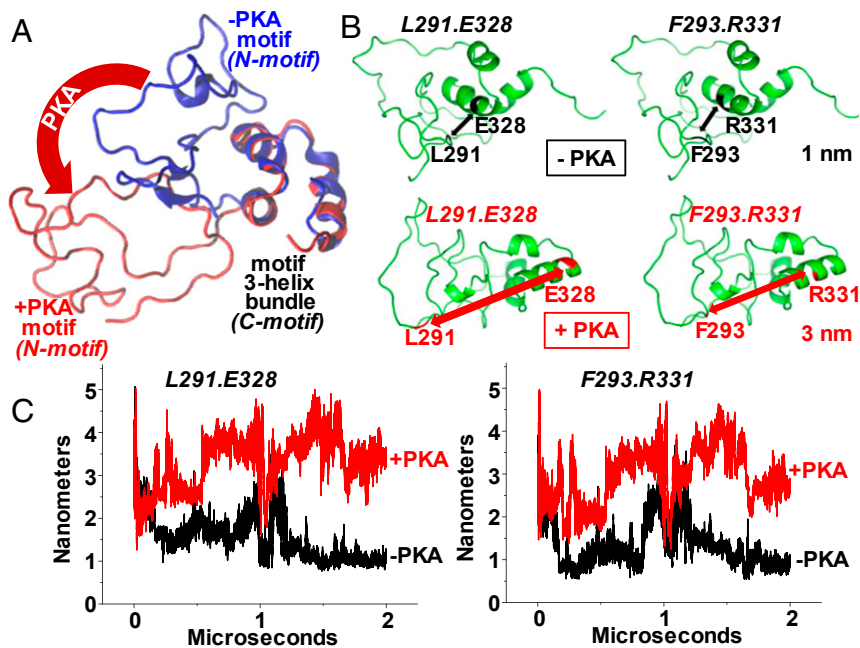 A
-PKA
motif
(N-motif)
PKA
+PKA
motif
(N-motif)
motif
3-helix
bundle
(C-motif)
B
L291.E328
F293.R331
E328
L291
R331
F293
- PKA
1 nm
L291.E328
F293.R331
E328
L291
R331
F293
+ PKA
3 nm
C
L291.E328
Nanometers
5
4
3
2
1
0
+PKA
-PKA
0
1
2
Microseconds
F293.R331
Nanometers
5
4
3
2
1
0
+PKA
-PKA
0
1
2
Microseconds